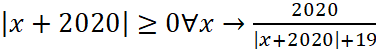 |x + 2020| ≥ 0∀x → 2020/(|x+2020|+19)